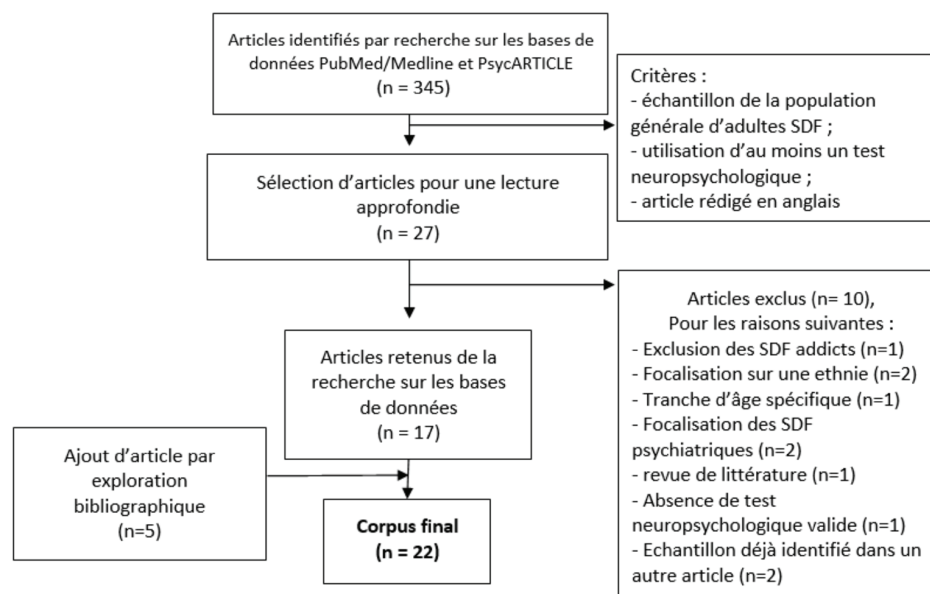 Articles identifiés par recherche sur les bases de
données PubMed/Medline et PsycARTICLE
(n = 345)
Critères :
- échantillon de la population
générale d’adultes SDF ;
- utilisation d’au moins un test
neuropsychologique ;
- article rédigé en anglais
Sélection d’articles pour une lecture
approfondie
(n = 27)
Articles exclus (n= 10),
Pour les raisons suivantes :
- Exclusion des SDF addicts (n=1)
- Focalisation sur une ethnie (n=2)
- Tranche d’âge spécifique (n=1)
- Focalisation des SDF
psychiatriques (n=2)
- revue de littérature (n=1)
- Absence de test
neuropsychologique valide (n=1)
- Echantillon déjà identifié dans un
autre article (n=2)
Articles retenus de la
recherche sur les bases
de données
(n = 17)
Ajout d’article par
exploration
bibliographique
(n=5)
Corpus final
(n = 22)